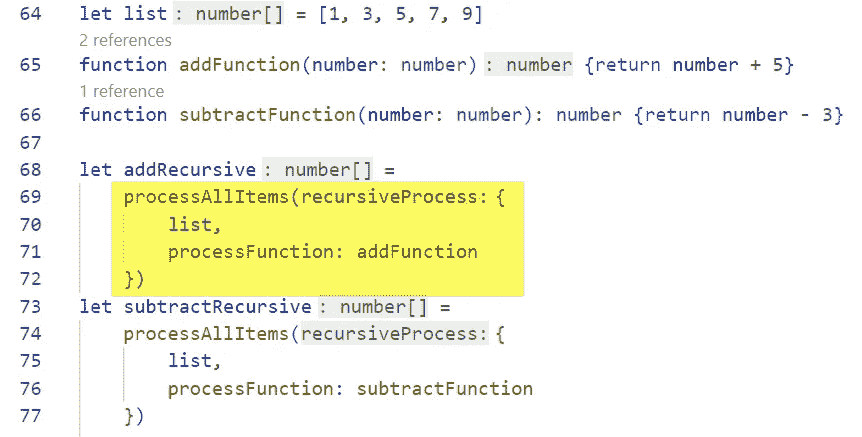 64 let list : number[] = [1, 3, 5, 7, 9]
2 references
65 function addFunction(number: number) : number {return number + 5}
1 reference
66 function subtractFunction(number: number): number {return number - 3}
67
68 let addRecursive : number[] =
69 processAllItems(recursiveProcess: {
70 list,
71 processFunction: addFunction
72 })
73 let subtractRecursive : number[] =
74 processAllItems(recursiveProcess: {
75 list,
76 processFunction: subtractFunction
77 })